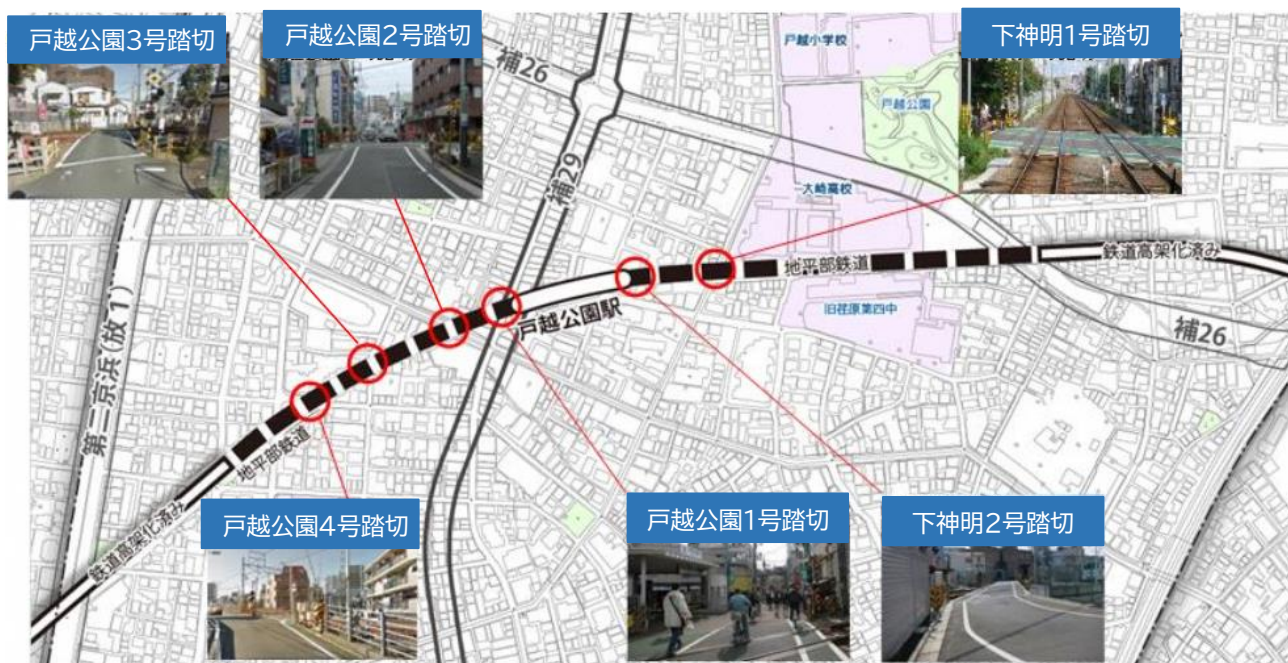 戸越公園3号踏切
戸越公園2号踏切
下神明1号踏切
戸越小学校
補26
戸越公園
補29
大崎高校
鉄道高架化済み
地平部鉄道
旧荏原第四中
戸越公園駅
補26
第二京浜(放1)
地平部鉄道
鉄道高架化済み
戸越公園4号踏切
戸越公園1号踏切
下神明2号踏切